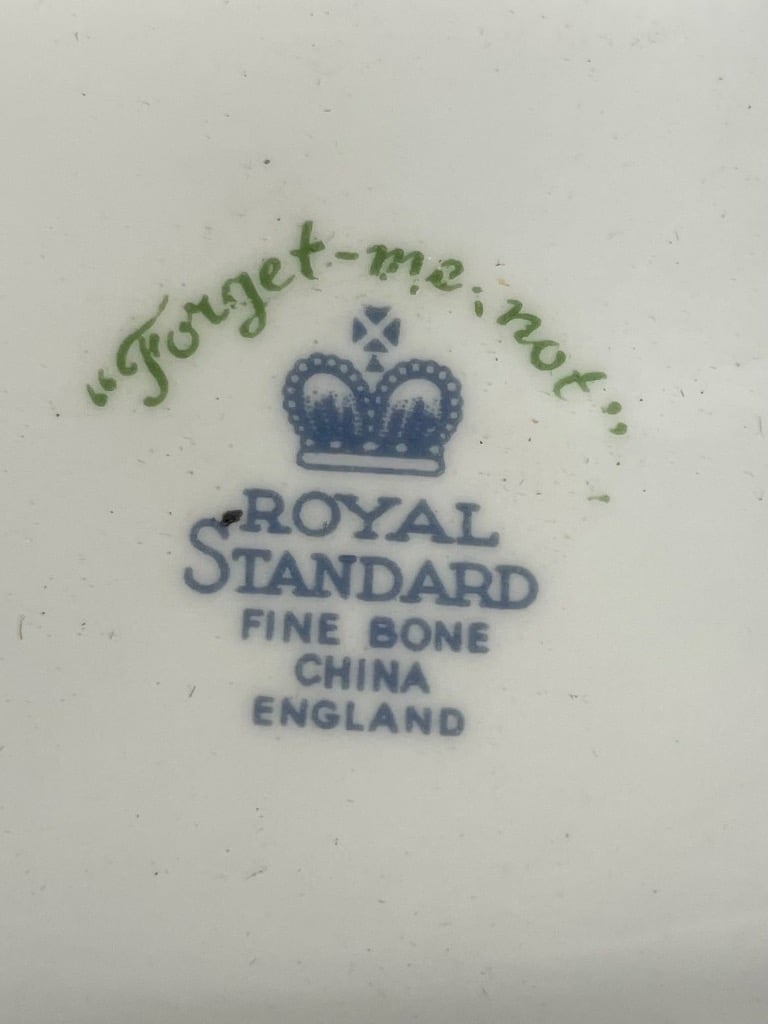 "Forget-me-not"
ROYAL
STANDARD
FINE BONE
CHINA
ENGLAND